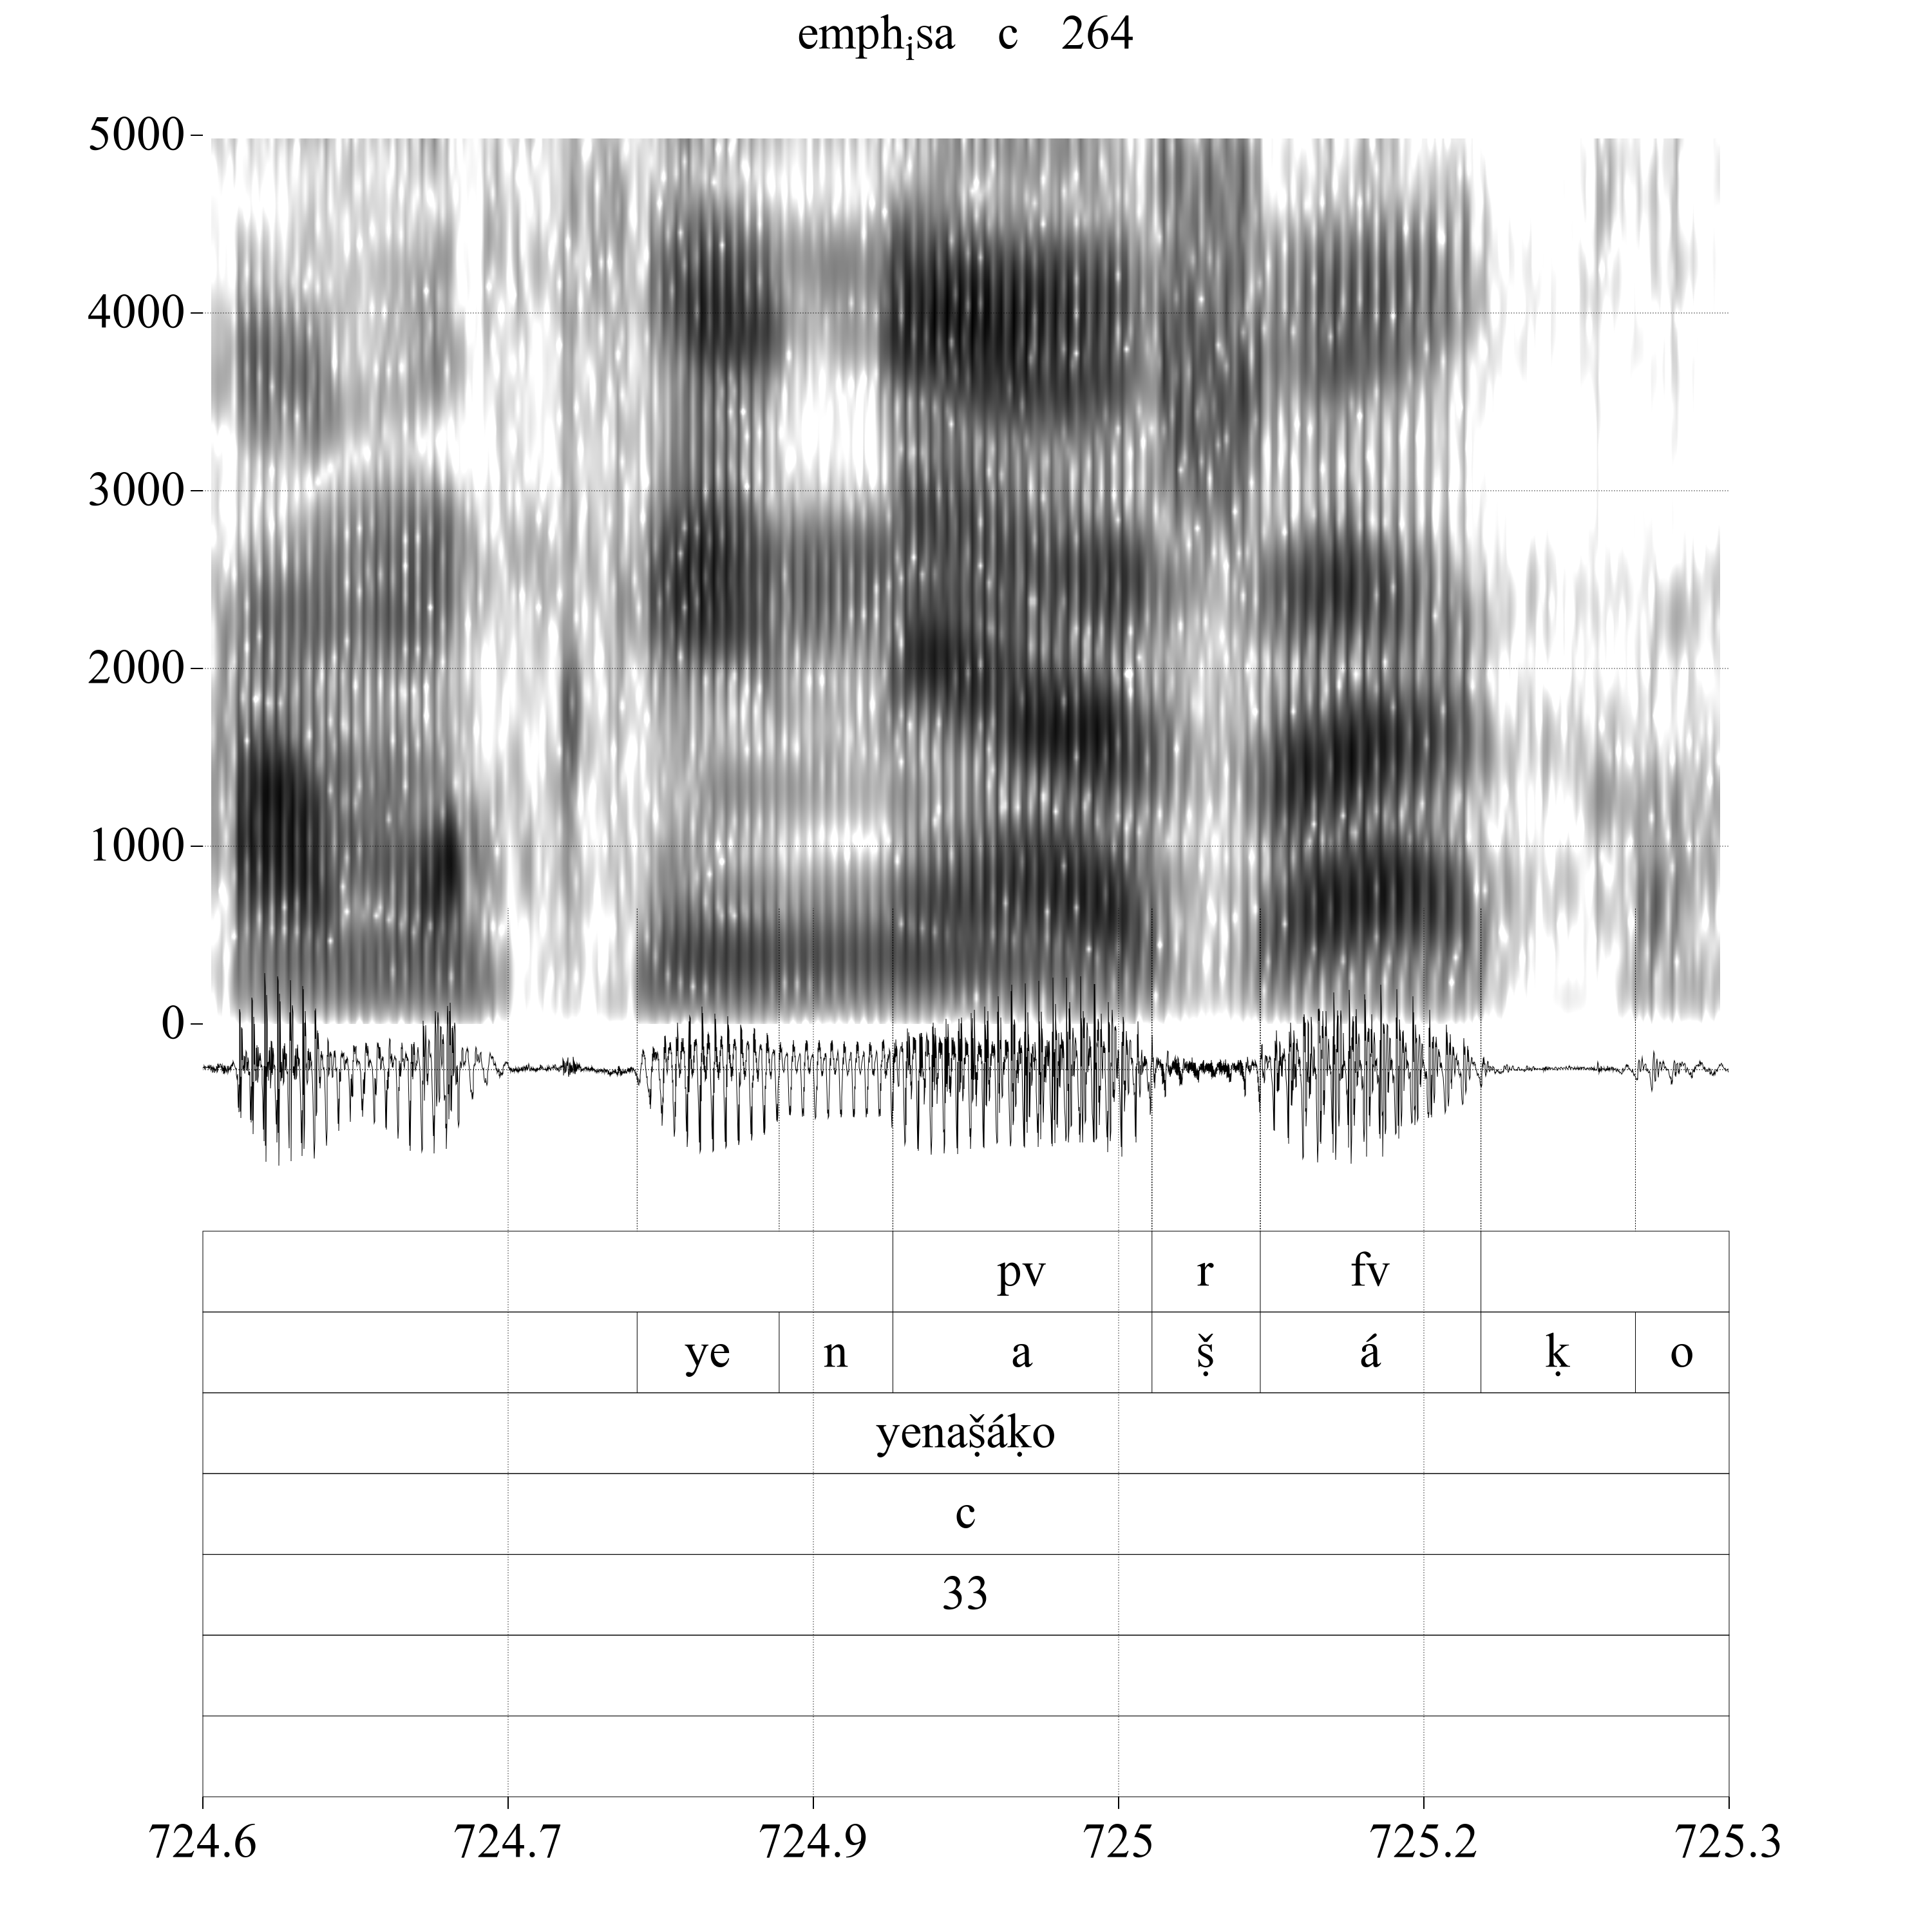 emphᵢsa c 264
5000
4000
3000
2000
1000
0
pv r fv
ye n a ṣ̌ á ḳ o
yenaṣ̌áḳo
c
33
724.6 724.7 724.9 725 725.2 725.3